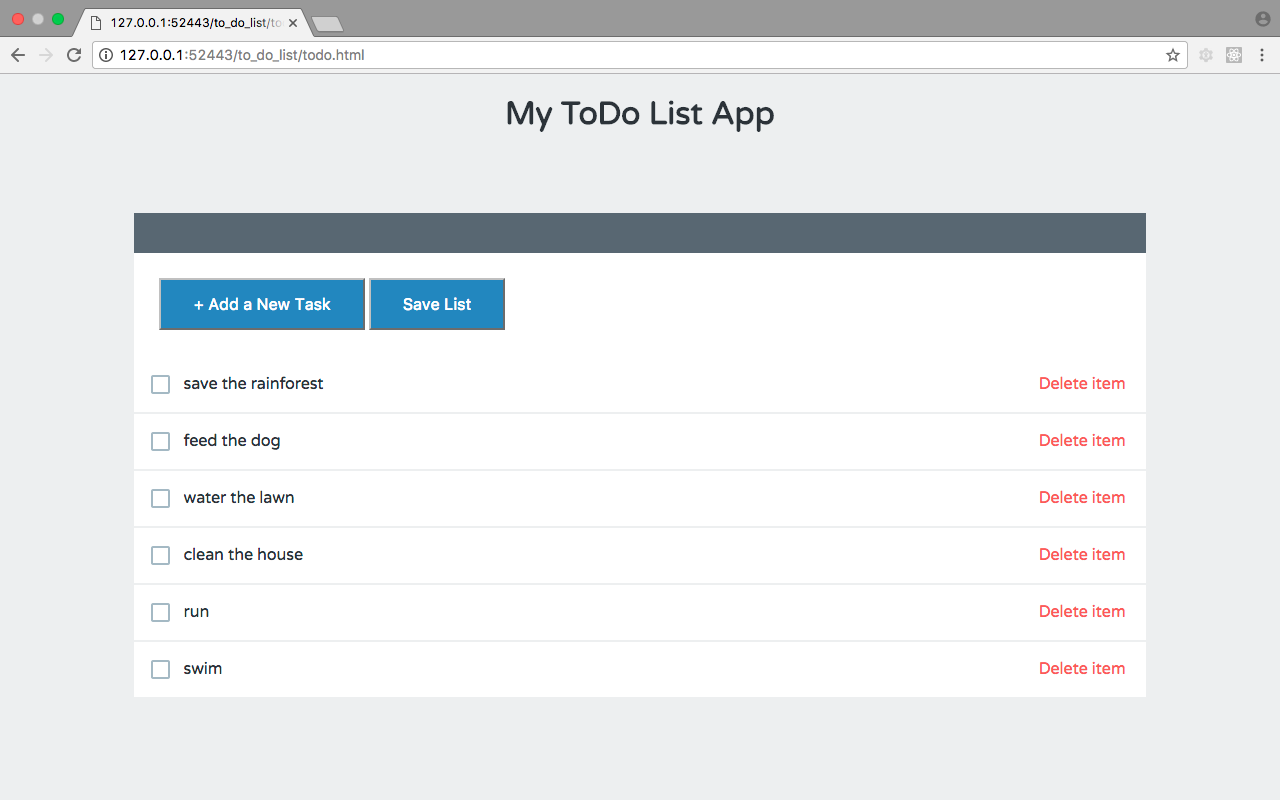 127.0.0.1:52443/to_do_list/to
127.0.0.1:52443/to_do_list/todo.html
My ToDo List App
+ Add a New Task Save List
save the rainforest Delete item
feed the dog Delete item
water the lawn Delete item
clean the house Delete item
run Delete item
swim Delete item